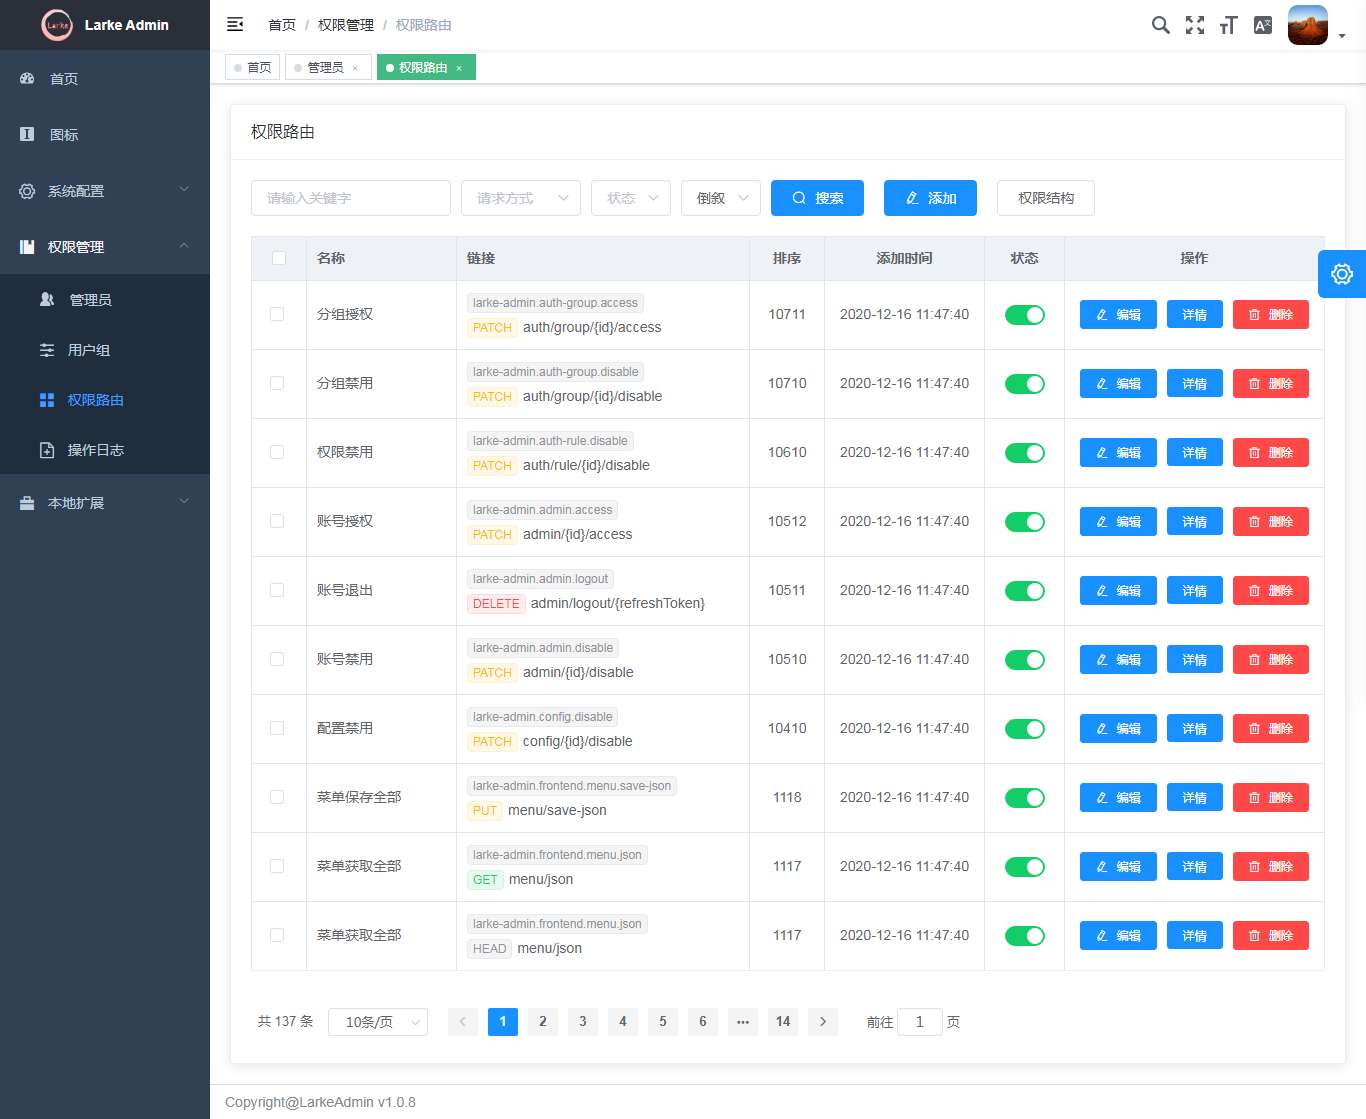 Larke Larke Admin
首页 / 权限管理 / 权限路由
首页 管理员 × 权限路由 ×
首页
图标
系统配置
权限管理
管理员
用户组
权限路由
操作日志
本地扩展
权限路由
请输入关键字 请求方式 状态 倒叙 搜索 添加 权限结构
名称 链接 排序 添加时间 状态 操作
larke-admin.auth-group.access
分组授权 PATCH auth/group/{id}/access 10711 2020-12-16 11:47:40 编辑 详情 删除
larke-admin.auth-group.disable
分组禁用 PATCH auth/group/{id}/disable 10710 2020-12-16 11:47:40 编辑 详情 删除
larke-admin.auth-rule.disable
权限禁用 PATCH auth/rule/{id}/disable 10610 2020-12-16 11:47:40 编辑 详情 删除
larke-admin.admin.access
账号授权 PATCH admin/{id}/access 10512 2020-12-16 11:47:40 编辑 详情 删除
larke-admin.admin.logout
账号退出 DELETE admin/logout/{refreshToken} 10511 2020-12-16 11:47:40 编辑 详情 删除
larke-admin.admin.disable
账号禁用 PATCH admin/{id}/disable 10510 2020-12-16 11:47:40 编辑 详情 删除
larke-admin.config.disable
配置禁用 PATCH config/{id}/disable 10410 2020-12-16 11:47:40 编辑 详情 删除
larke-admin.frontend.menu.save-json
菜单保存全部 PUT menu/save-json 1118 2020-12-16 11:47:40 编辑 详情 删除
larke-admin.frontend.menu.json
菜单获取全部 GET menu/json 1117 2020-12-16 11:47:40 编辑 详情 删除
larke-admin.frontend.menu.json
菜单获取全部 HEAD menu/json 1117 2020-12-16 11:47:40 编辑 详情 删除
共 137 条 10条/页 1 2 3 4 5 6 ••• 14 前往 1 页
Copyright@LarkeAdmin v1.0.8